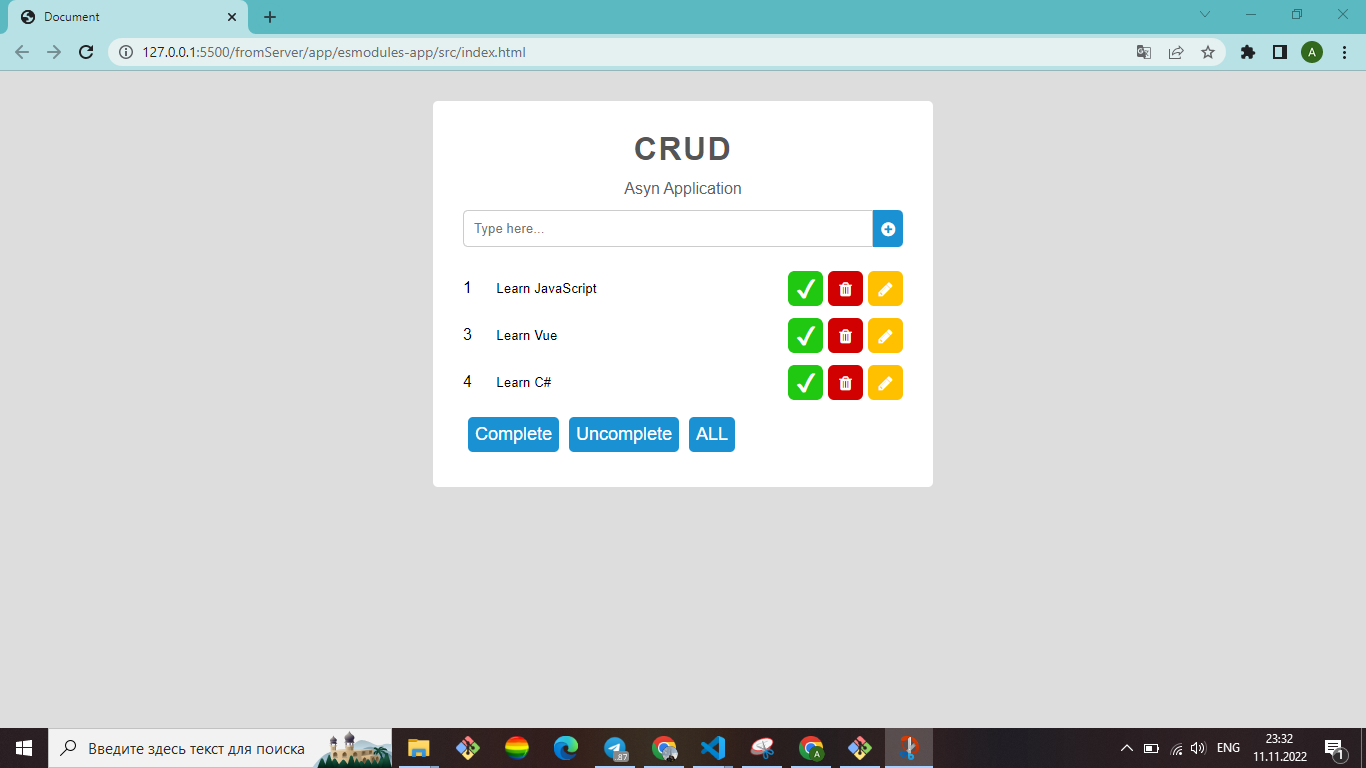 Document
127.0.0.1:5500/fromServer/app/esmodules-app/src/index.html
A
CRUD
Asyn Application
Type here...
1 Learn JavaScript
3 Learn Vue
4 Learn C#
Complete Uncomplete ALL
Введите здесь текст для поиска
87
A
ENG
23:32
11.11.2022
1